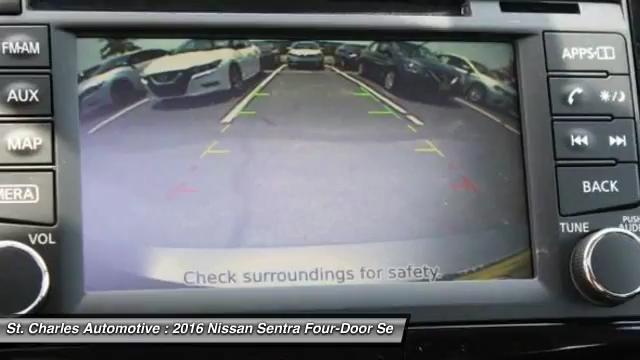 FM·AM
AUX
MAP
MERA
VOL
APPS·
BACK
TUNE
PUSH
AUDIO
Check surroundings for safety.
St. Charles Automotive : 2016 Nissan Sentra Four-Door Se